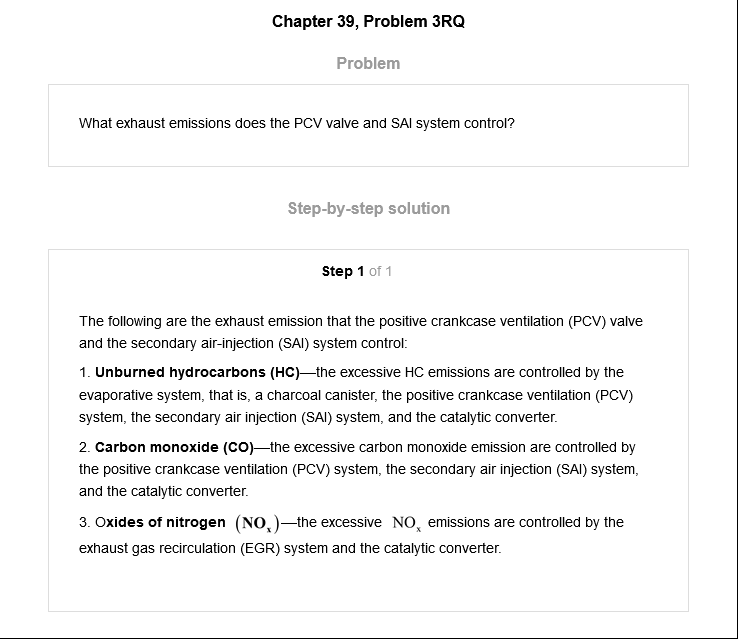 Chapter 39, Problem 3RQ
Problem
What exhaust emissions does the PCV valve and SAI system control?
Step-by-step solution
Step 1 of 1
The following are the exhaust emission that the positive crankcase ventilation (PCV) valve
and the secondary air-injection (SAI) system control:
1. Unburned hydrocarbons (HC)—the excessive HC emissions are controlled by the
evaporative system, that is, a charcoal canister, the positive crankcase ventilation (PCV)
system, the secondary air injection (SAI) system, and the catalytic converter.
2. Carbon monoxide (CO)—the excessive carbon monoxide emission are controlled by
the positive crankcase ventilation (PCV) system, the secondary air injection (SAI) system,
and the catalytic converter.
3. Oxides of nitrogen (NOₓ)—the excessive NOₓ emissions are controlled by the
exhaust gas recirculation (EGR) system and the catalytic converter.